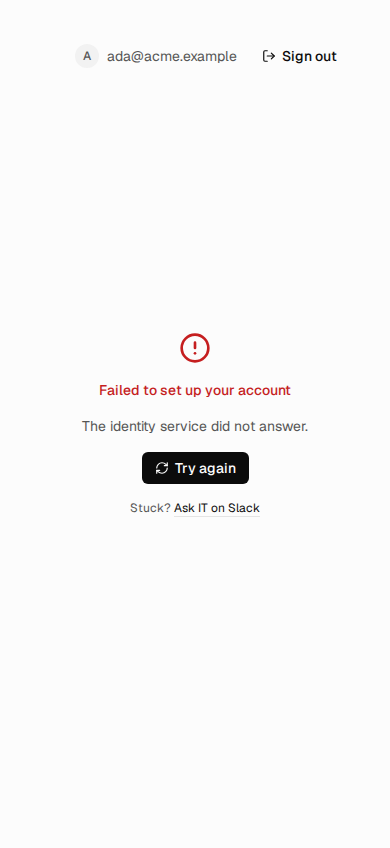 A ada@acme.example Sign out
Failed to set up your account
The identity service did not answer.
Try again
Stuck? Ask IT on Slack